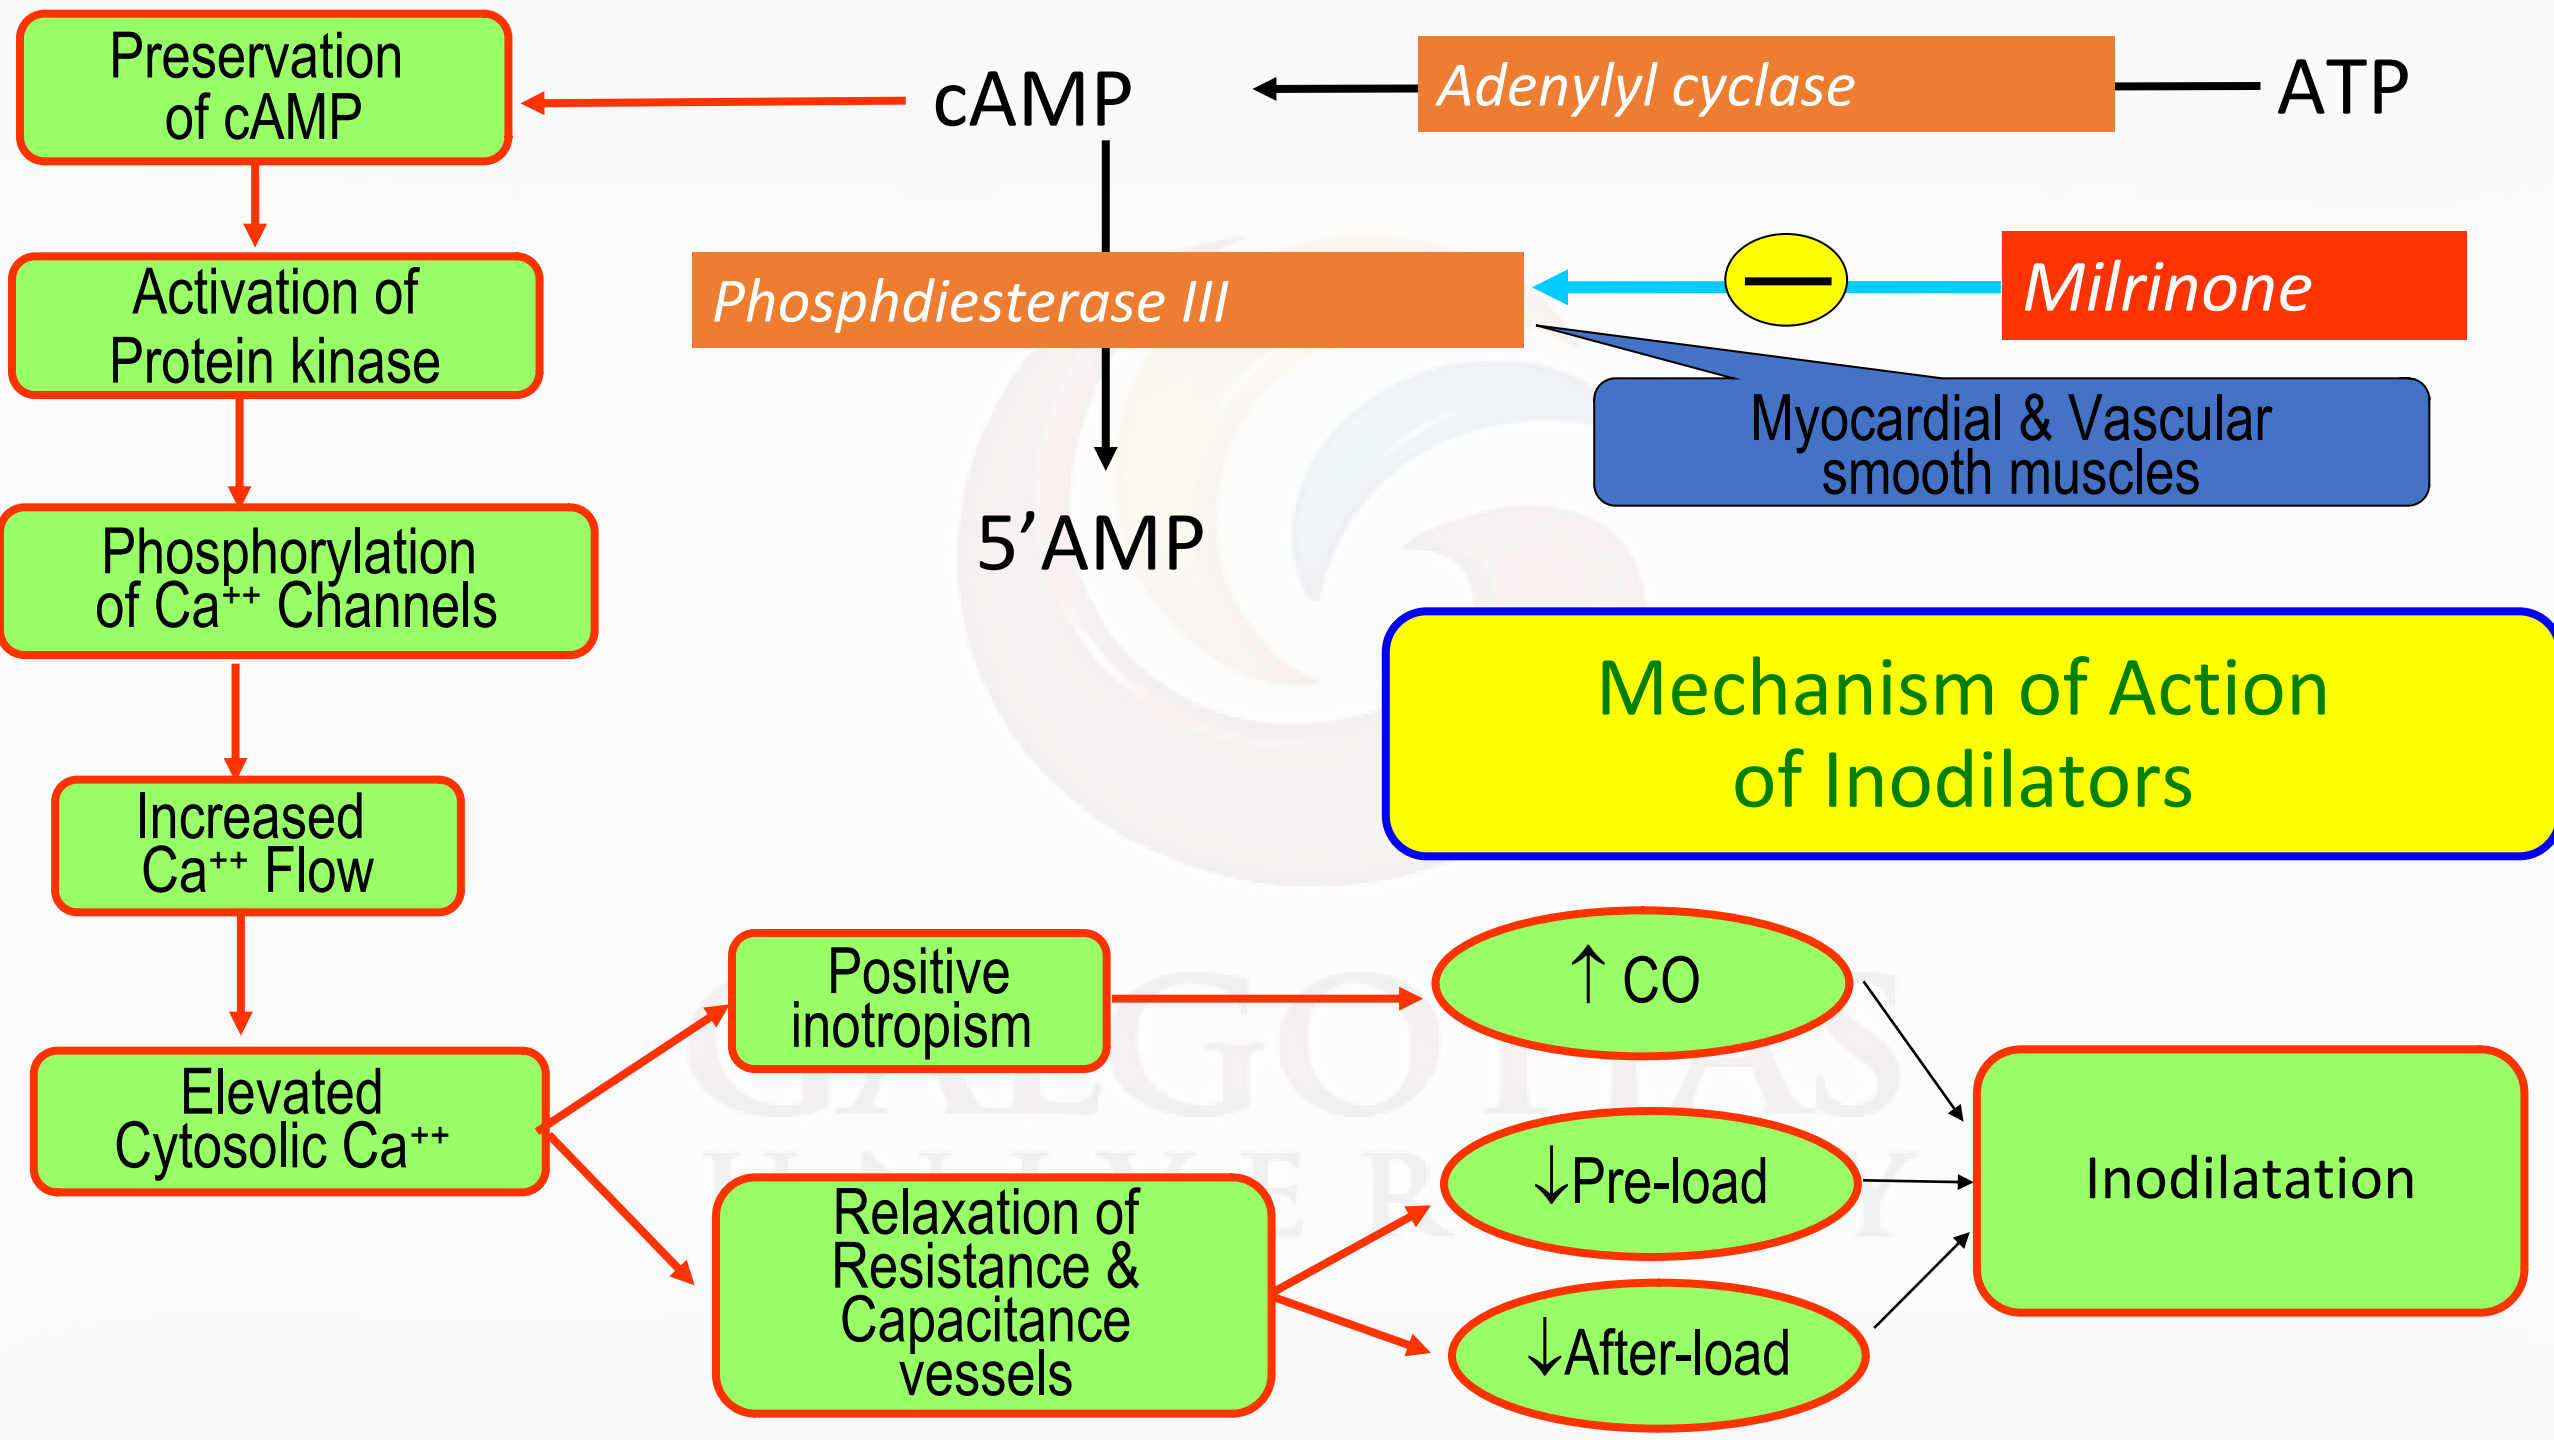 Preservation
of cAMP
cAMP
Adenylyl cyclase
ATP
Activation of
Protein kinase
Phosphdiesterase III
Milrinone
Myocardial & Vascular
smooth muscles
Phosphorylation
of Ca⁺⁺ Channels
5’AMP
Mechanism of Action
of Inodilators
Increased
Ca⁺⁺ Flow
Elevated
Cytosolic Ca⁺⁺
Positive
inotropism
↑ CO
Relaxation of
Resistance &
Capacitance
vessels
↓Pre-load
↓After-load
Inodilatation
GALGOTIAS
UNIVERSITY